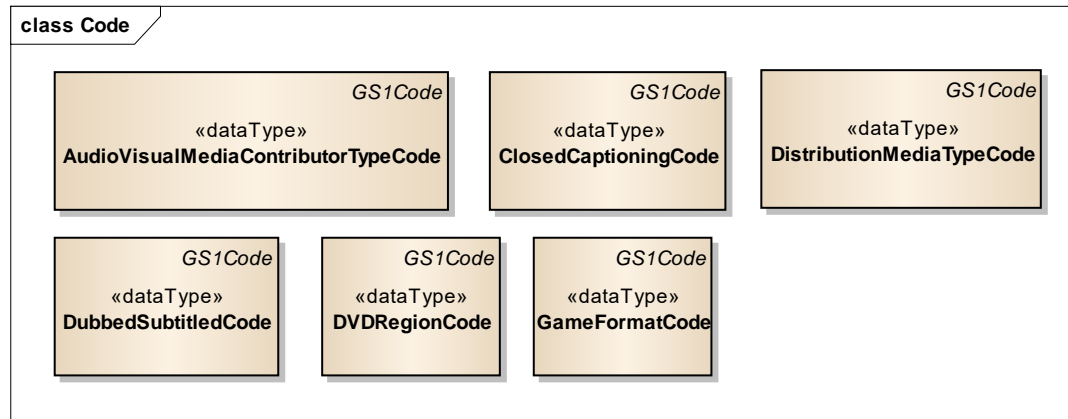 class Code
GS1Code
«dataType»
AudioVisualMediaContributorTypeCode
GS1Code
«dataType»
ClosedCaptioningCode
GS1Code
«dataType»
DistributionMediaTypeCode
GS1Code
«dataType»
DubbedSubtitledCode
GS1Code
«dataType»
DVDRegionCode
GS1Code
«dataType»
GameFormatCode